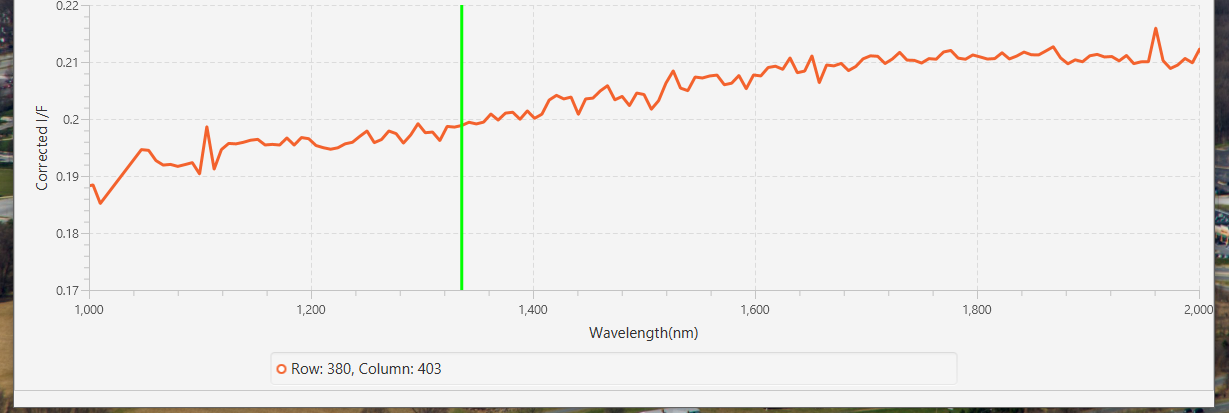 0.22
0.21
0.2
0.19
0.18
0.17
Corrected I/F
1,000 1,200 1,400 1,600 1,800 2,000
Wavelength(nm)
Row: 380, Column: 403